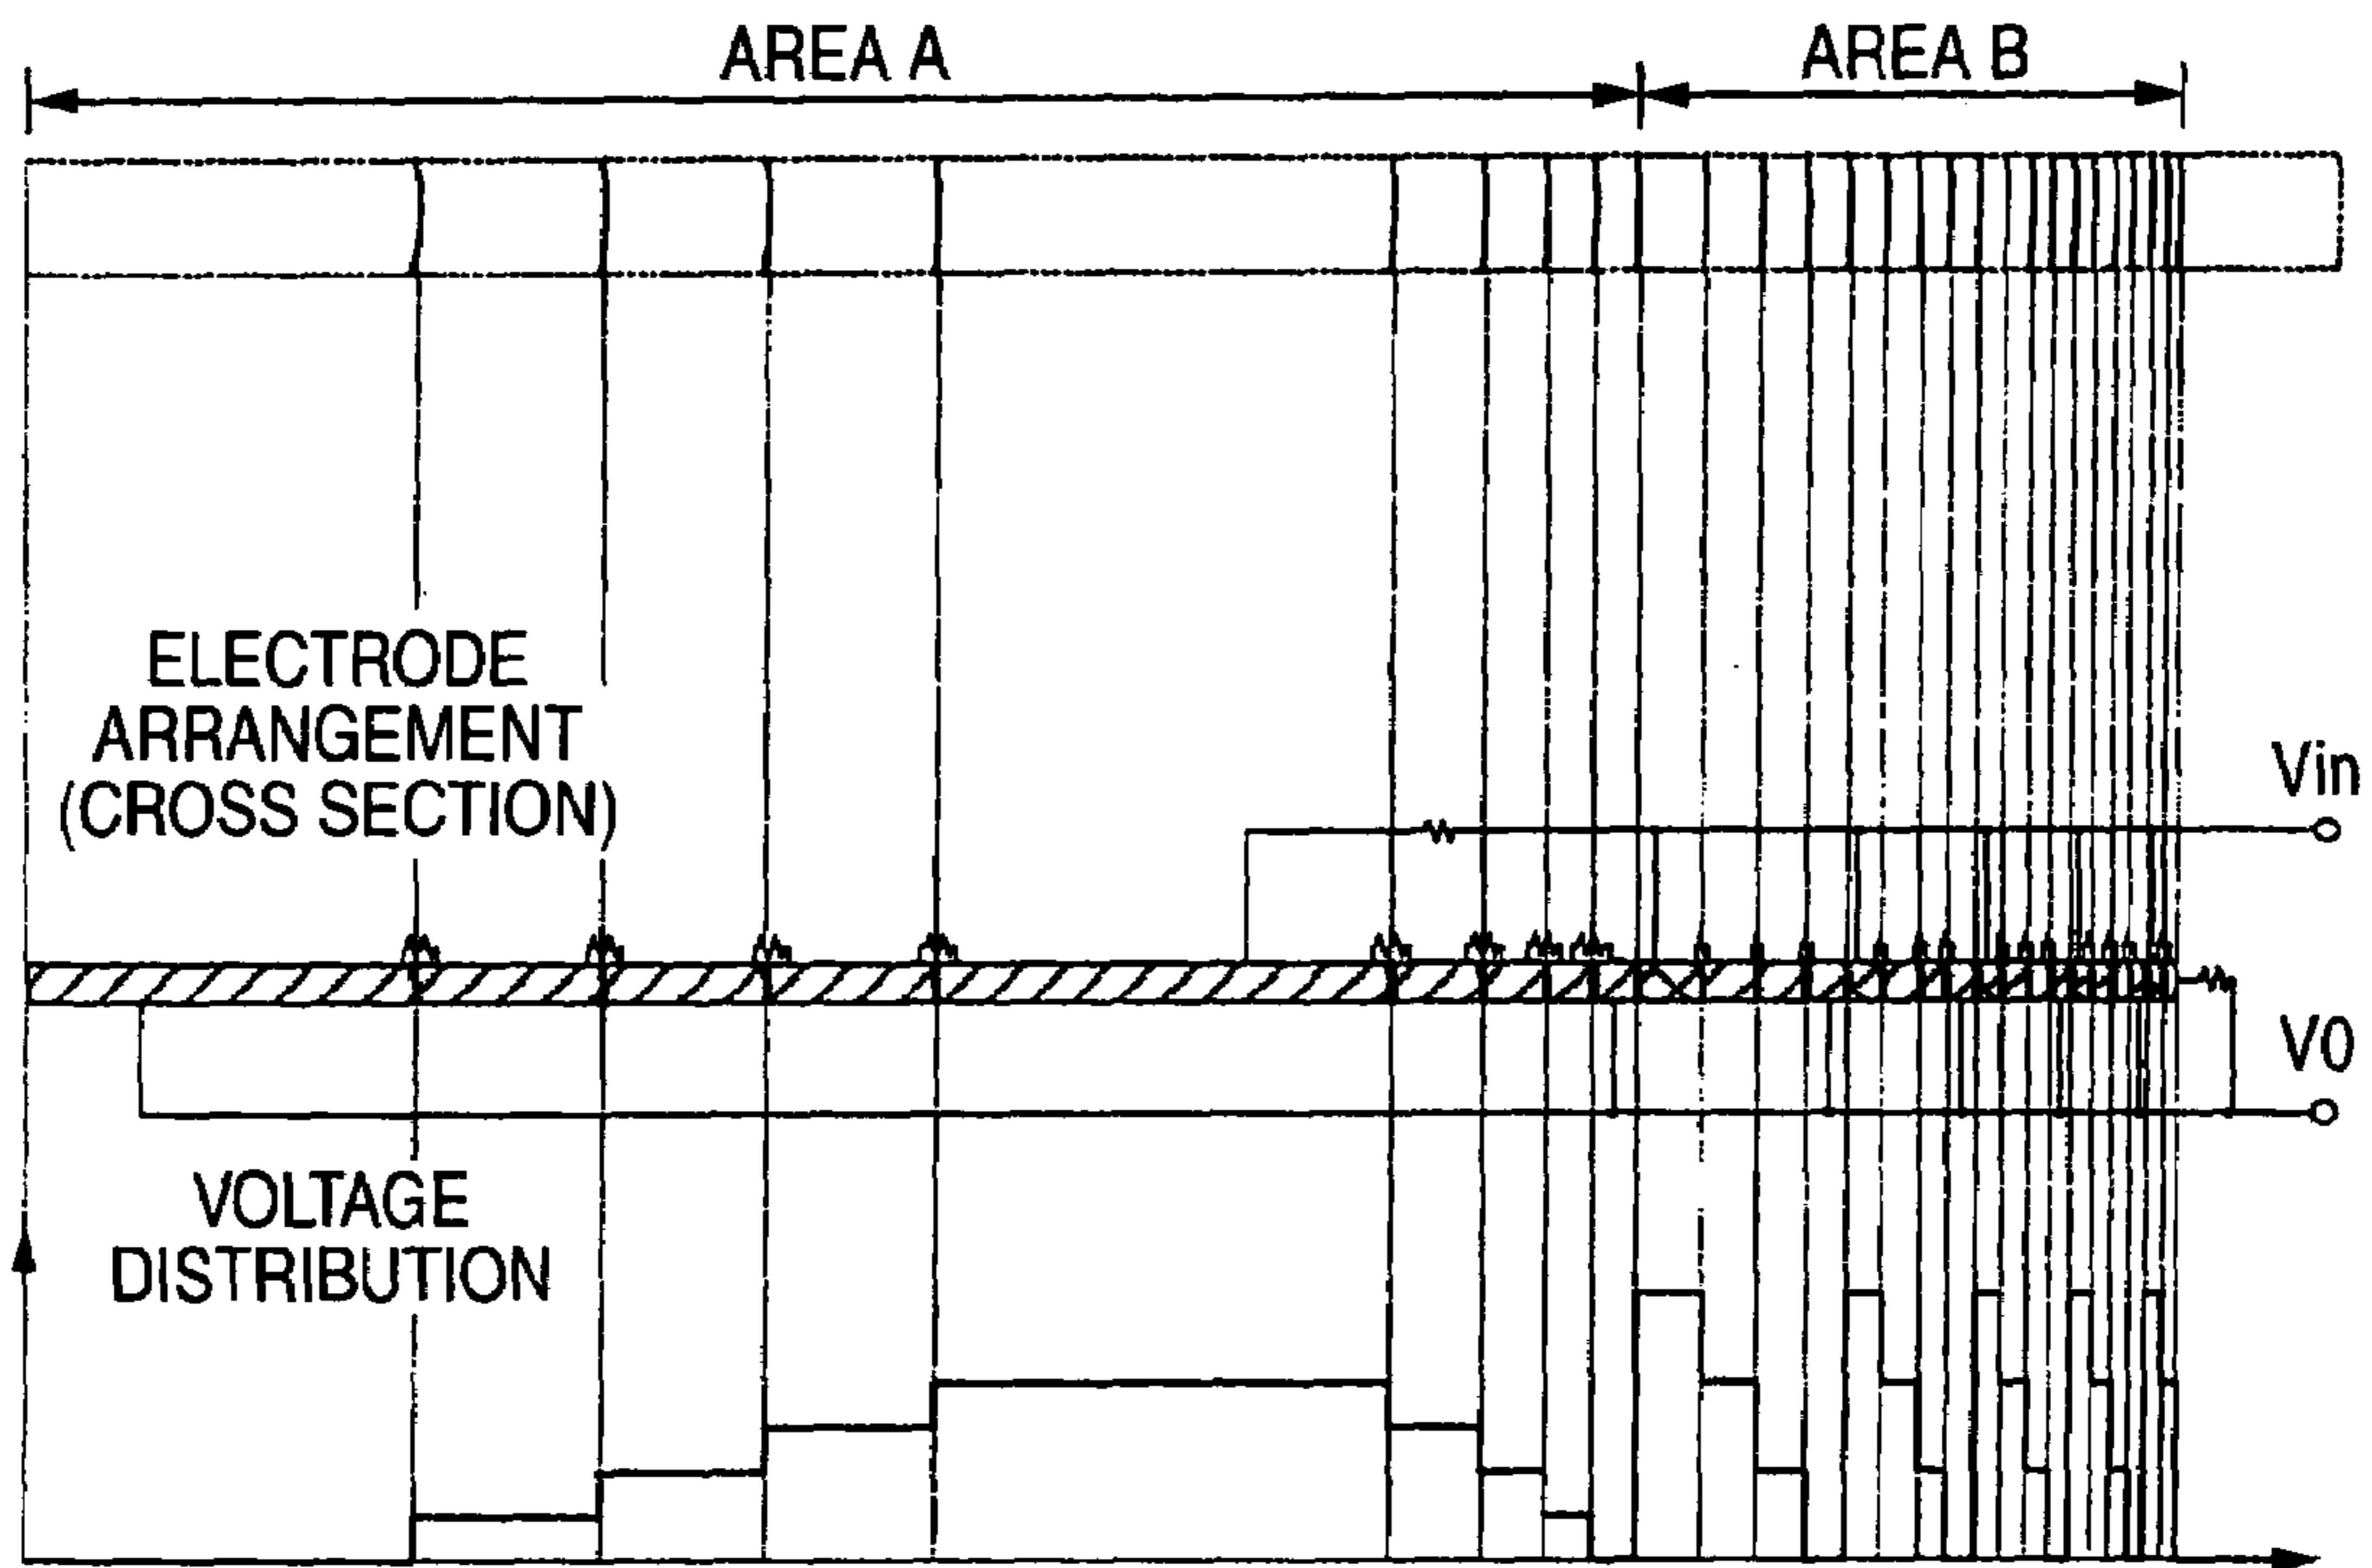 AREA A
AREA B
ELECTRODE
ARRANGEMENT
(CROSS SECTION)
Vin
V0
VOLTAGE
DISTRIBUTION